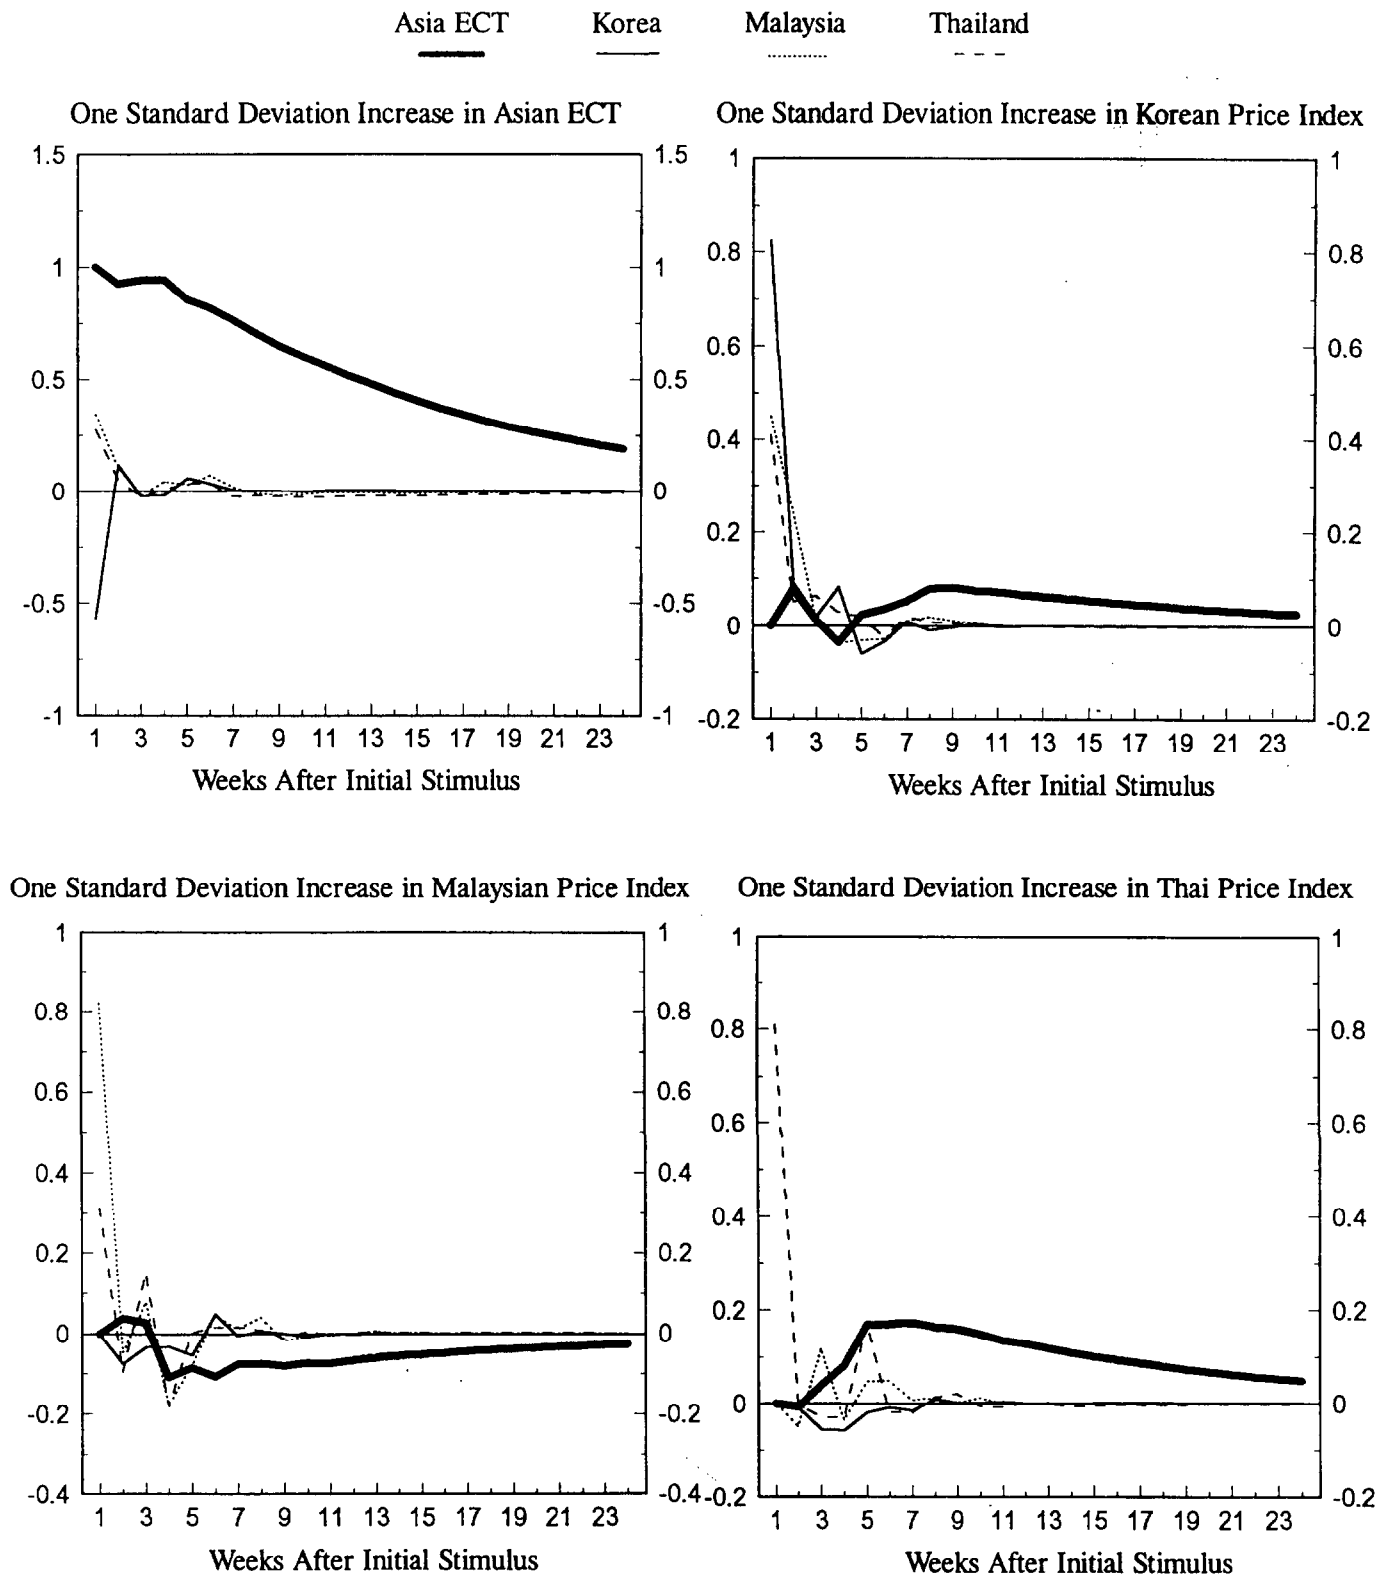 Asia ECT Korea Malaysia Thailand
One Standard Deviation Increase in Asian ECT
1.5 1.5
1 1
0.5 0.5
0 0
-0.5 -0.5
-1 -1
1 3 5 7 9 11 13 15 17 19 21 23
Weeks After Initial Stimulus
One Standard Deviation Increase in Korean Price Index
1 1
0.8 0.8
0.6 0.6
0.4 0.4
0.2 0.2
0 0
-0.2 -0.2
1 3 5 7 9 11 13 15 17 19 21 23
Weeks After Initial Stimulus
One Standard Deviation Increase in Malaysian Price Index
1 1
0.8 0.8
0.6 0.6
0.4 0.4
0.2 0.2
0 0
-0.2 -0.2
-0.4 -0.4
1 3 5 7 9 11 13 15 17 19 21 23
Weeks After Initial Stimulus
One Standard Deviation Increase in Thai Price Index
1 1
0.8 0.8
0.6 0.6
0.4 0.4
0.2 0.2
0 0
-0.2 -0.2
1 3 5 7 9 11 13 15 17 19 21 23
Weeks After Initial Stimulus